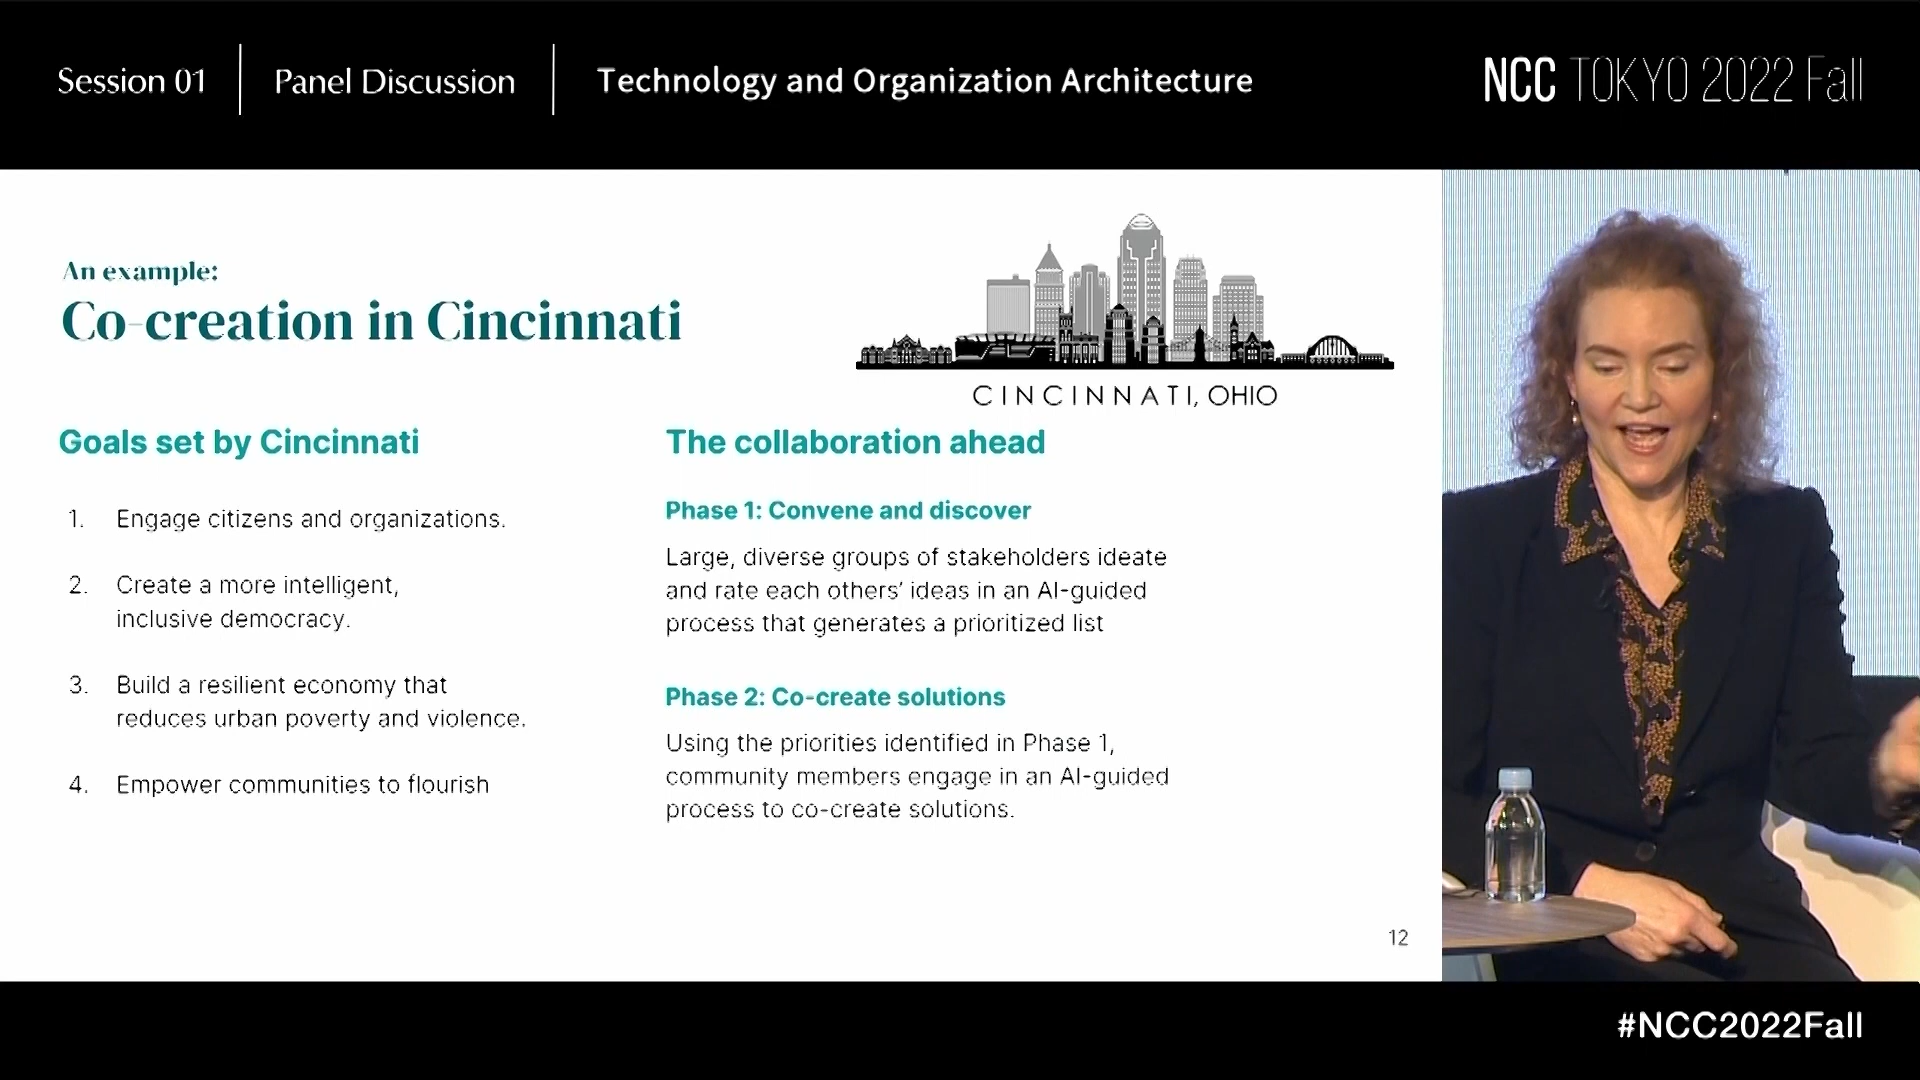 Session 01
Panel Discussion
Technology and Organization Architecture
NCC TOKYO 2022 Fall
An example:
Co-creation in Cincinnati
CINCINNATI, OHIO
Goals set by Cincinnati
1. Engage citizens and organizations.
2. Create a more intelligent,
inclusive democracy.
3. Build a resilient economy that
reduces urban poverty and violence.
4. Empower communities to flourish
The collaboration ahead
Phase 1: Convene and discover
Large, diverse groups of stakeholders ideate
and rate each others’ ideas in an AI-guided
process that generates a prioritized list
Phase 2: Co-create solutions
Using the priorities identified in Phase 1,
community members engage in an AI-guided
process to co-create solutions.
12
#NCC2022Fall